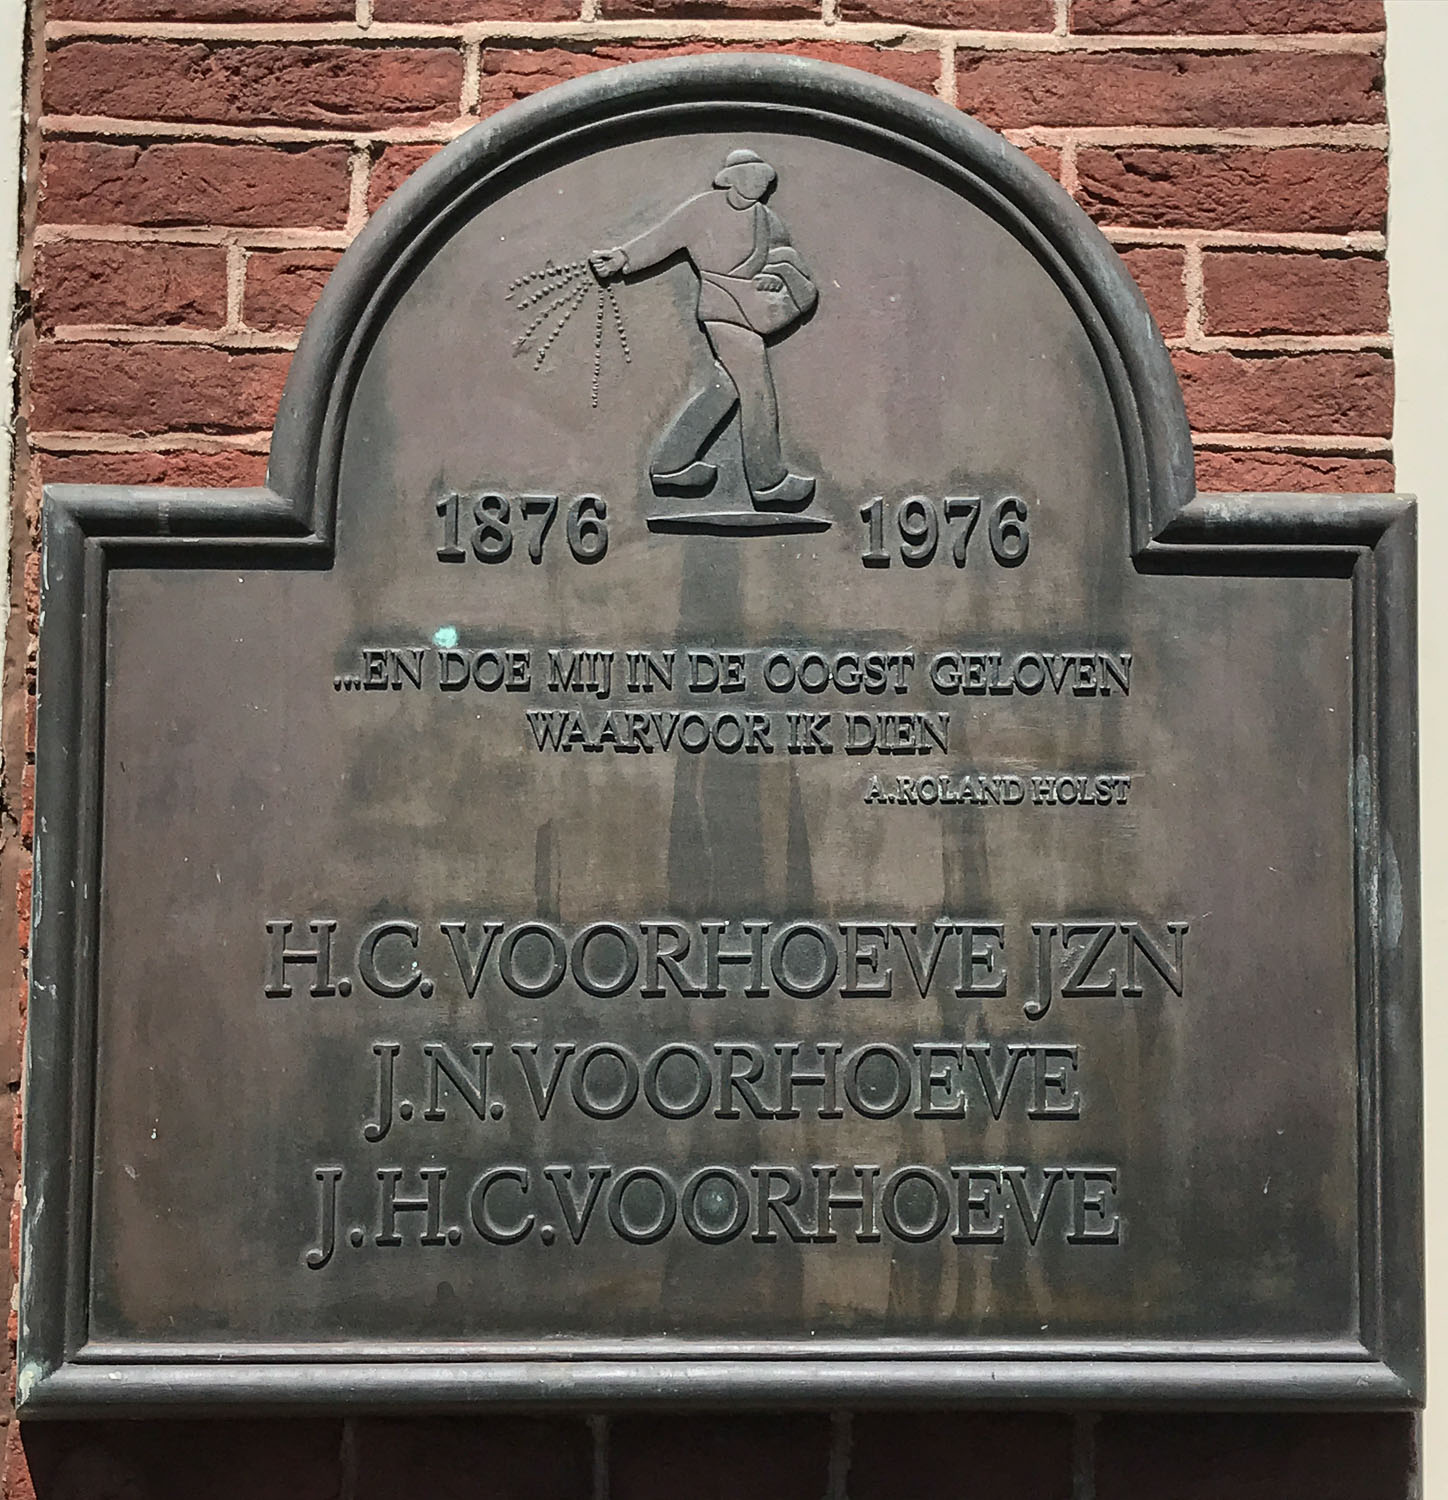 1876 1976
...EN DOE MIJ IN DE OOGST GELOVEN
WAARVOOR IK DIEN
A. ROLAND HOLST
H.C. VOORHOEVE JZN
J.N. VOORHOEVE
J.H.C. VOORHOEVE